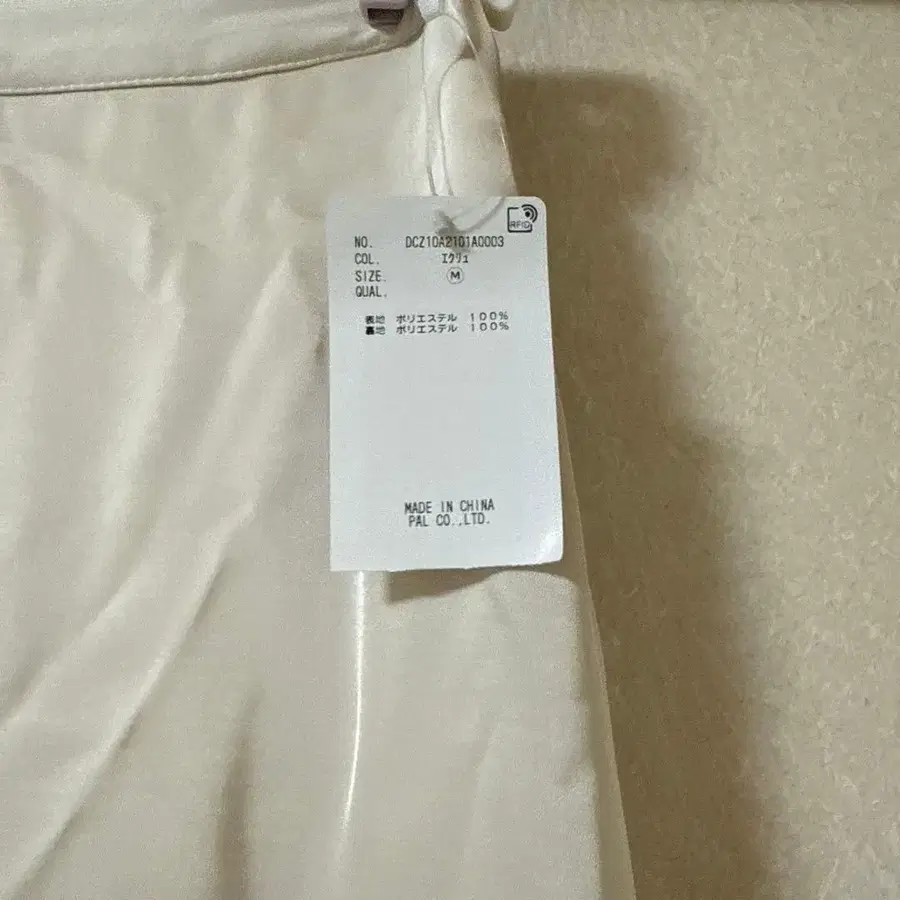 RFID
NO. DCZ10A2101A0003
COL. エクリュ
SIZE. M
QUAL.
表地 ポリエステル 100%
裏地 ポリエステル 100%
MADE IN CHINA
PAL CO.,LTD.